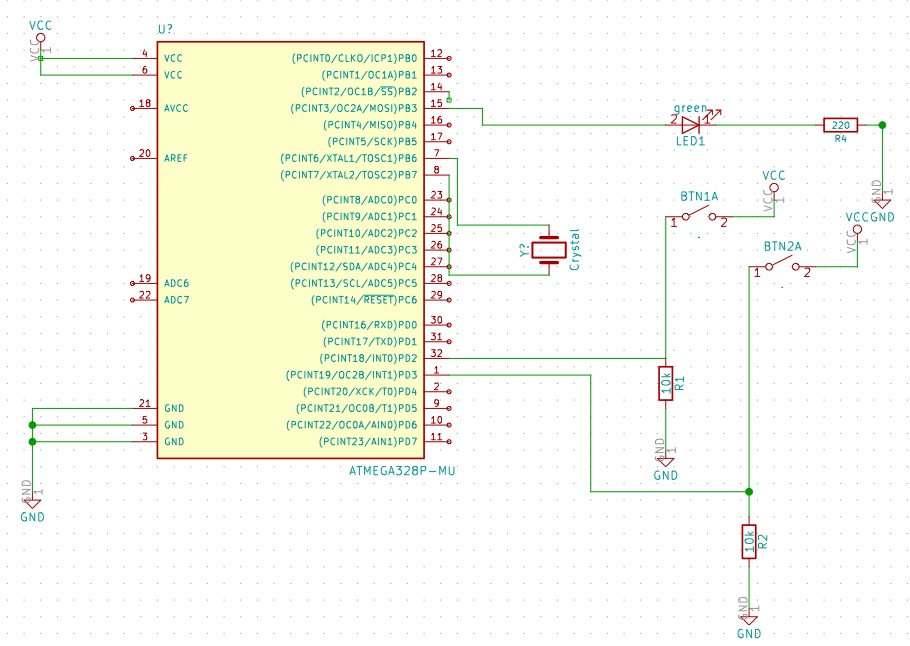 VCC
VCC 1
U?
4 VCC
6 VCC
18 AVCC
20 AREF
19 ADC6
22 ADC7
21 GND
5 GND
3 GND
GND 1
GND
(PCINT0/CLKO/ICP1)PB0 12
(PCINT1/OC1A)PB1 13
(PCINT2/OC1B/SS)PB2 14
(PCINT3/OC2A/MOSI)PB3 15
(PCINT4/MISO)PB4 16
(PCINT5/SCK)PB5 17
(PCINT6/XTAL1/TOSC1)PB6 7
(PCINT7/XTAL2/TOSC2)PB7 8
(PCINT8/ADC0)PC0 23
(PCINT9/ADC1)PC1 24
(PCINT10/ADC2)PC2 25
(PCINT11/ADC3)PC3 26
(PCINT12/SDA/ADC4)PC4 27
(PCINT13/SCL/ADC5)PC5 28
(PCINT14/RESET)PC6 29
(PCINT16/RXD)PD0 30
(PCINT17/TXD)PD1 31
(PCINT18/INT0)PD2 32
(PCINT19/OC2B/INT1)PD3 1
(PCINT20/XCK/T0)PD4 2
(PCINT21/OC0B/T1)PD5 9
(PCINT22/OC0A/AIN0)PD6 10
(PCINT23/AIN1)PD7 11
ATMEGA328P-MU
green
2 1
LED1
220
R4
GND 1
GND
Y?
Crystal
BTN1A
1 2
VCC
VCC 1
BTN2A
1 2
VCC
VCC 1
10k R1
GND 1
GND
10k R2
GND 1
GND